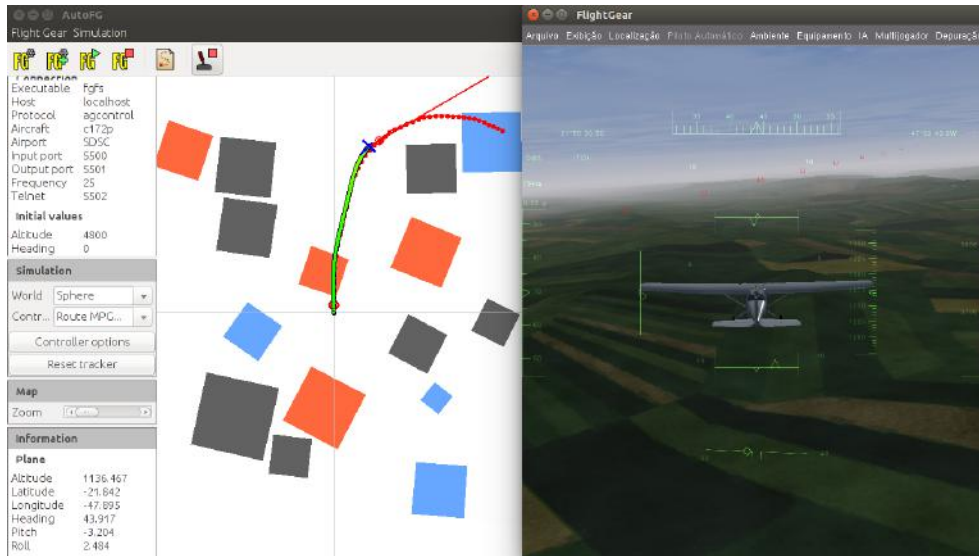 AutoFG
Flight Gear Simulation
Connection
Executable fgfs
Host localhost
Protocol agcontrol
Aircraft c172p
Airport SDSC
Input port 5500
Output port 5501
Frequency 25
Telnet 5502
Initial values
Altitude 4800
Heading 0
Simulation
World Sphere
Contr... Route MPG...
Controller options
Reset tracker
Map
Zoom
Information
Plane
Altitude 1136.467
Latitude -21.842
Longitude -47.895
Heading 43.917
Pitch -3.204
Roll 2.484
FlightGear
Arquivo Exibição Localização Piloto Automático Ambiente Equipamento IA Multijogador Depuração